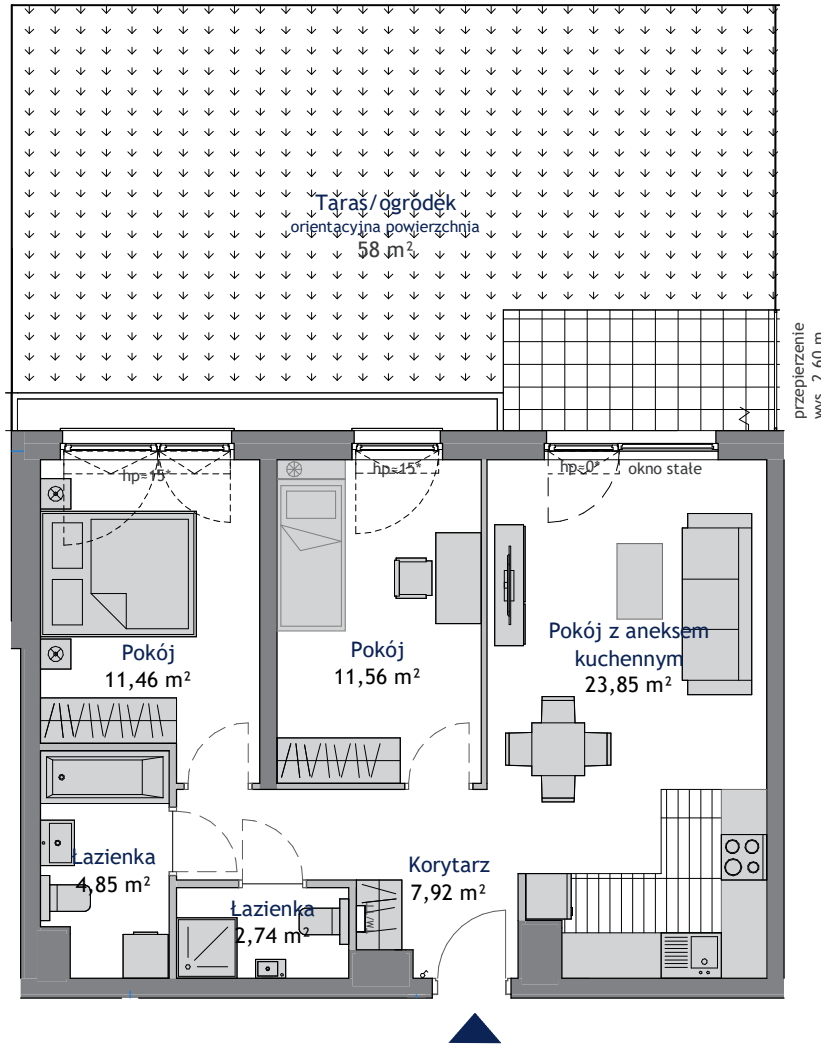 Taras/ogródek
orientacyjna powierzchnia
58 m²
przepierzenie
wys. 2,60 m
hp=15*
hp=15*
hp=0*
okno stałe
Pokój
11,46 m²
Pokój
11,56 m²
Pokój z aneksem
kuchennym
23,85 m²
Łazienka
4,85 m²
Łazienka
2,74 m²
Korytarz
7,92 m²